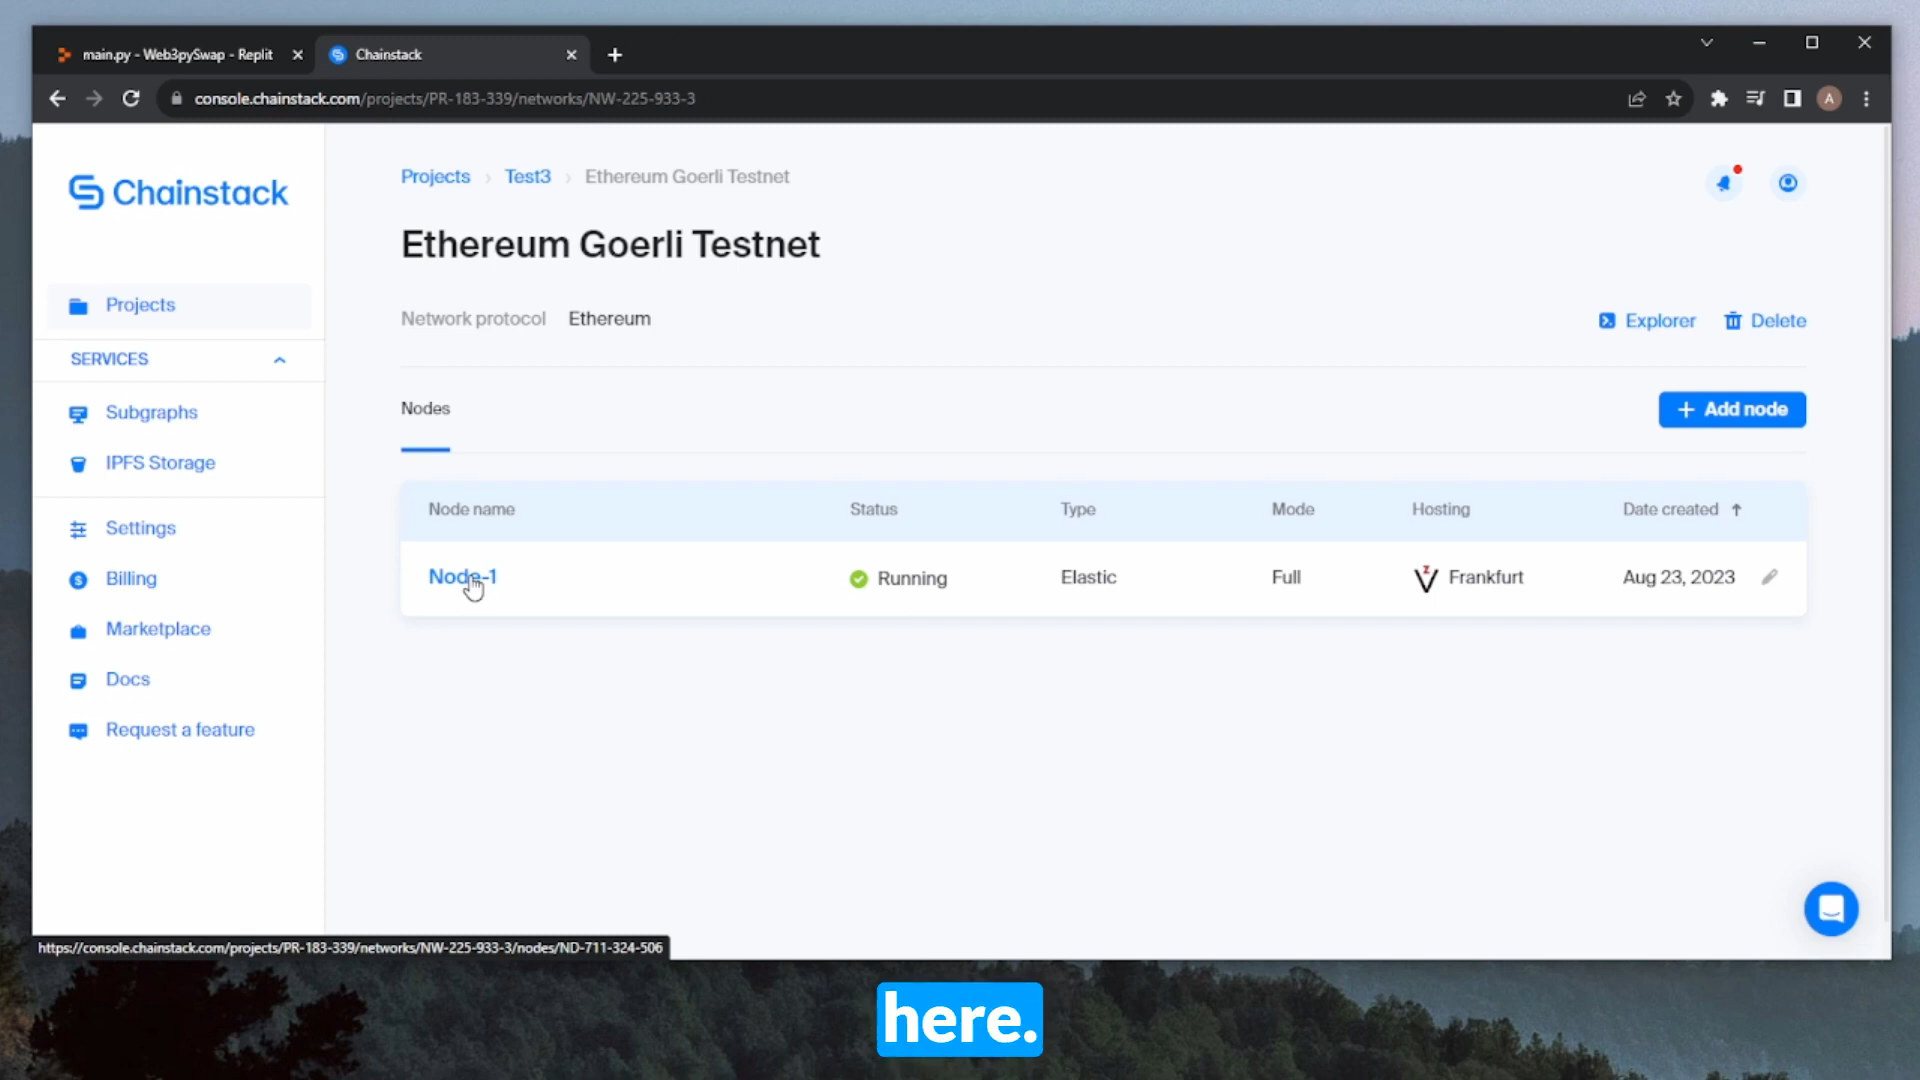 main.py - Web3pySwap - Replit
Chainstack
console.chainstack.com/projects/PR-183-339/networks/NW-225-933-3
A
Chainstack
Projects
SERVICES
Subgraphs
IPFS Storage
Settings
Billing
Marketplace
Docs
Request a feature
Projects > Test3 > Ethereum Goerli Testnet
Ethereum Goerli Testnet
Network protocol Ethereum
Explorer Delete
Nodes
+ Add node
Node name Status Type Mode Hosting Date created ↑
Node-1 Running Elastic Full Frankfurt Aug 23, 2023
https://console.chainstack.com/projects/PR-183-339/networks/NW-225-933-3/nodes/ND-711-324-506
here.